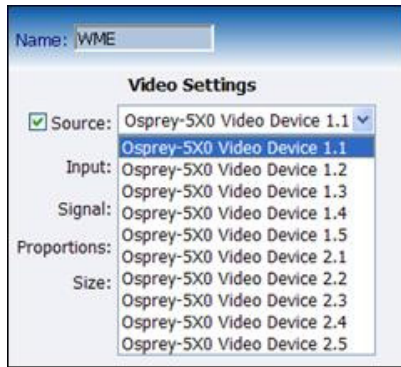 Name: WME
Video Settings
Source: Osprey-5X0 Video Device 1.1
Osprey-5X0 Video Device 1.1
Input: Osprey-5X0 Video Device 1.2
Osprey-5X0 Video Device 1.3
Signal: Osprey-5X0 Video Device 1.4
Osprey-5X0 Video Device 1.5
Proportions: Osprey-5X0 Video Device 2.1
Osprey-5X0 Video Device 2.2
Size: Osprey-5X0 Video Device 2.3
Osprey-5X0 Video Device 2.4
Osprey-5X0 Video Device 2.5